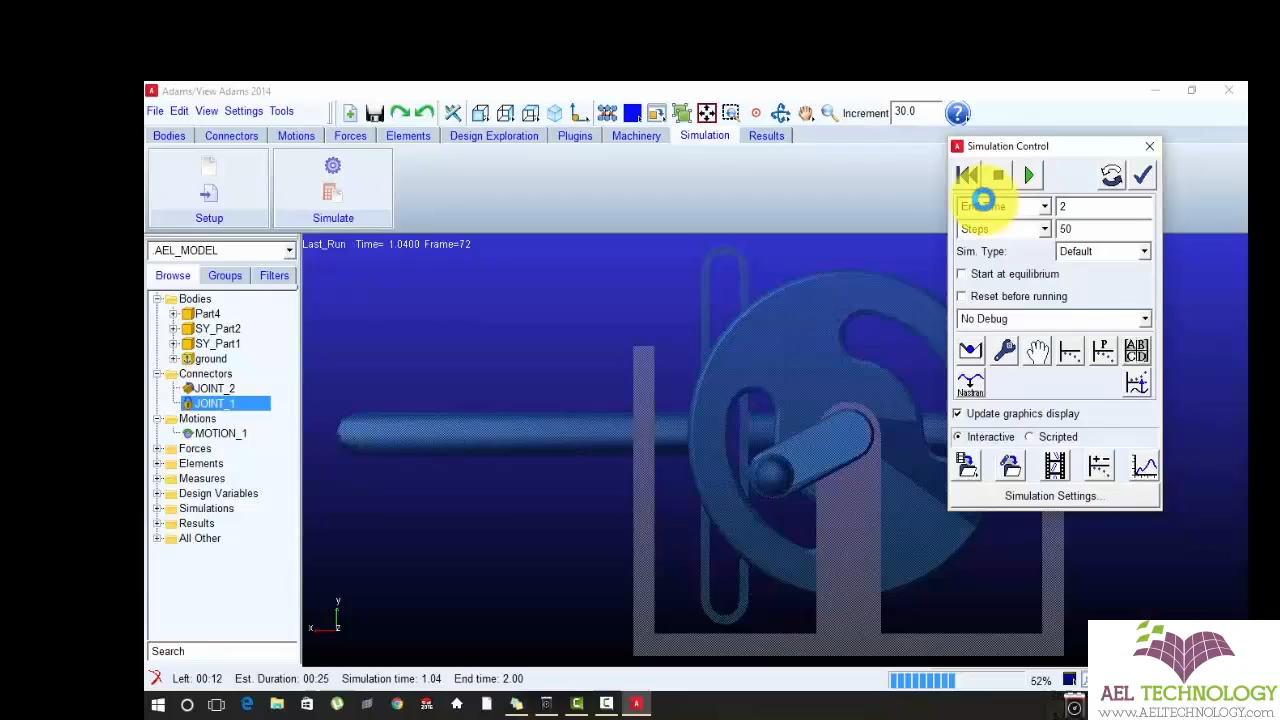 Adams/View Adams 2014
File Edit View Settings Tools
Increment 30.0
Bodies Connectors Motions Forces Elements Design Exploration Plugins Machinery Simulation Results
Setup
Simulate
.AEL_MODEL
Browse Groups Filters
Bodies
Part4
SY_Part2
SY_Part1
ground
Connectors
JOINT_2
JOINT_1
Motions
MOTION_1
Forces
Elements
Measures
Design Variables
Simulations
Results
All Other
Search
Last_Run Time= 1.0400 Frame=72
y
x
z
Simulation Control
End Time 2
Steps 50
Sim. Type: Default
Start at equilibrium
Reset before running
No Debug
P
A B
C D
Nastran
Update graphics display
Interactive Scripted
Simulation Settings...
Left: 00:12 Est. Duration: 00:25 Simulation time: 1.04 End time: 2.00 52%
AEL TECHNOLOGY
www.AELTECHNOLOGY.com